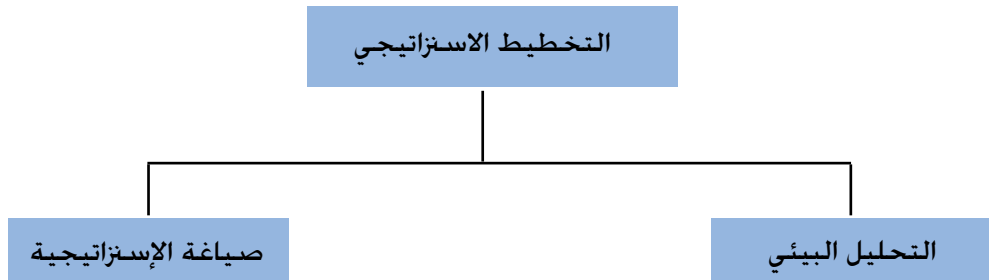 التخطيط الاستراتيجي
التحليل البيئي
صياغة الإستراتيجية